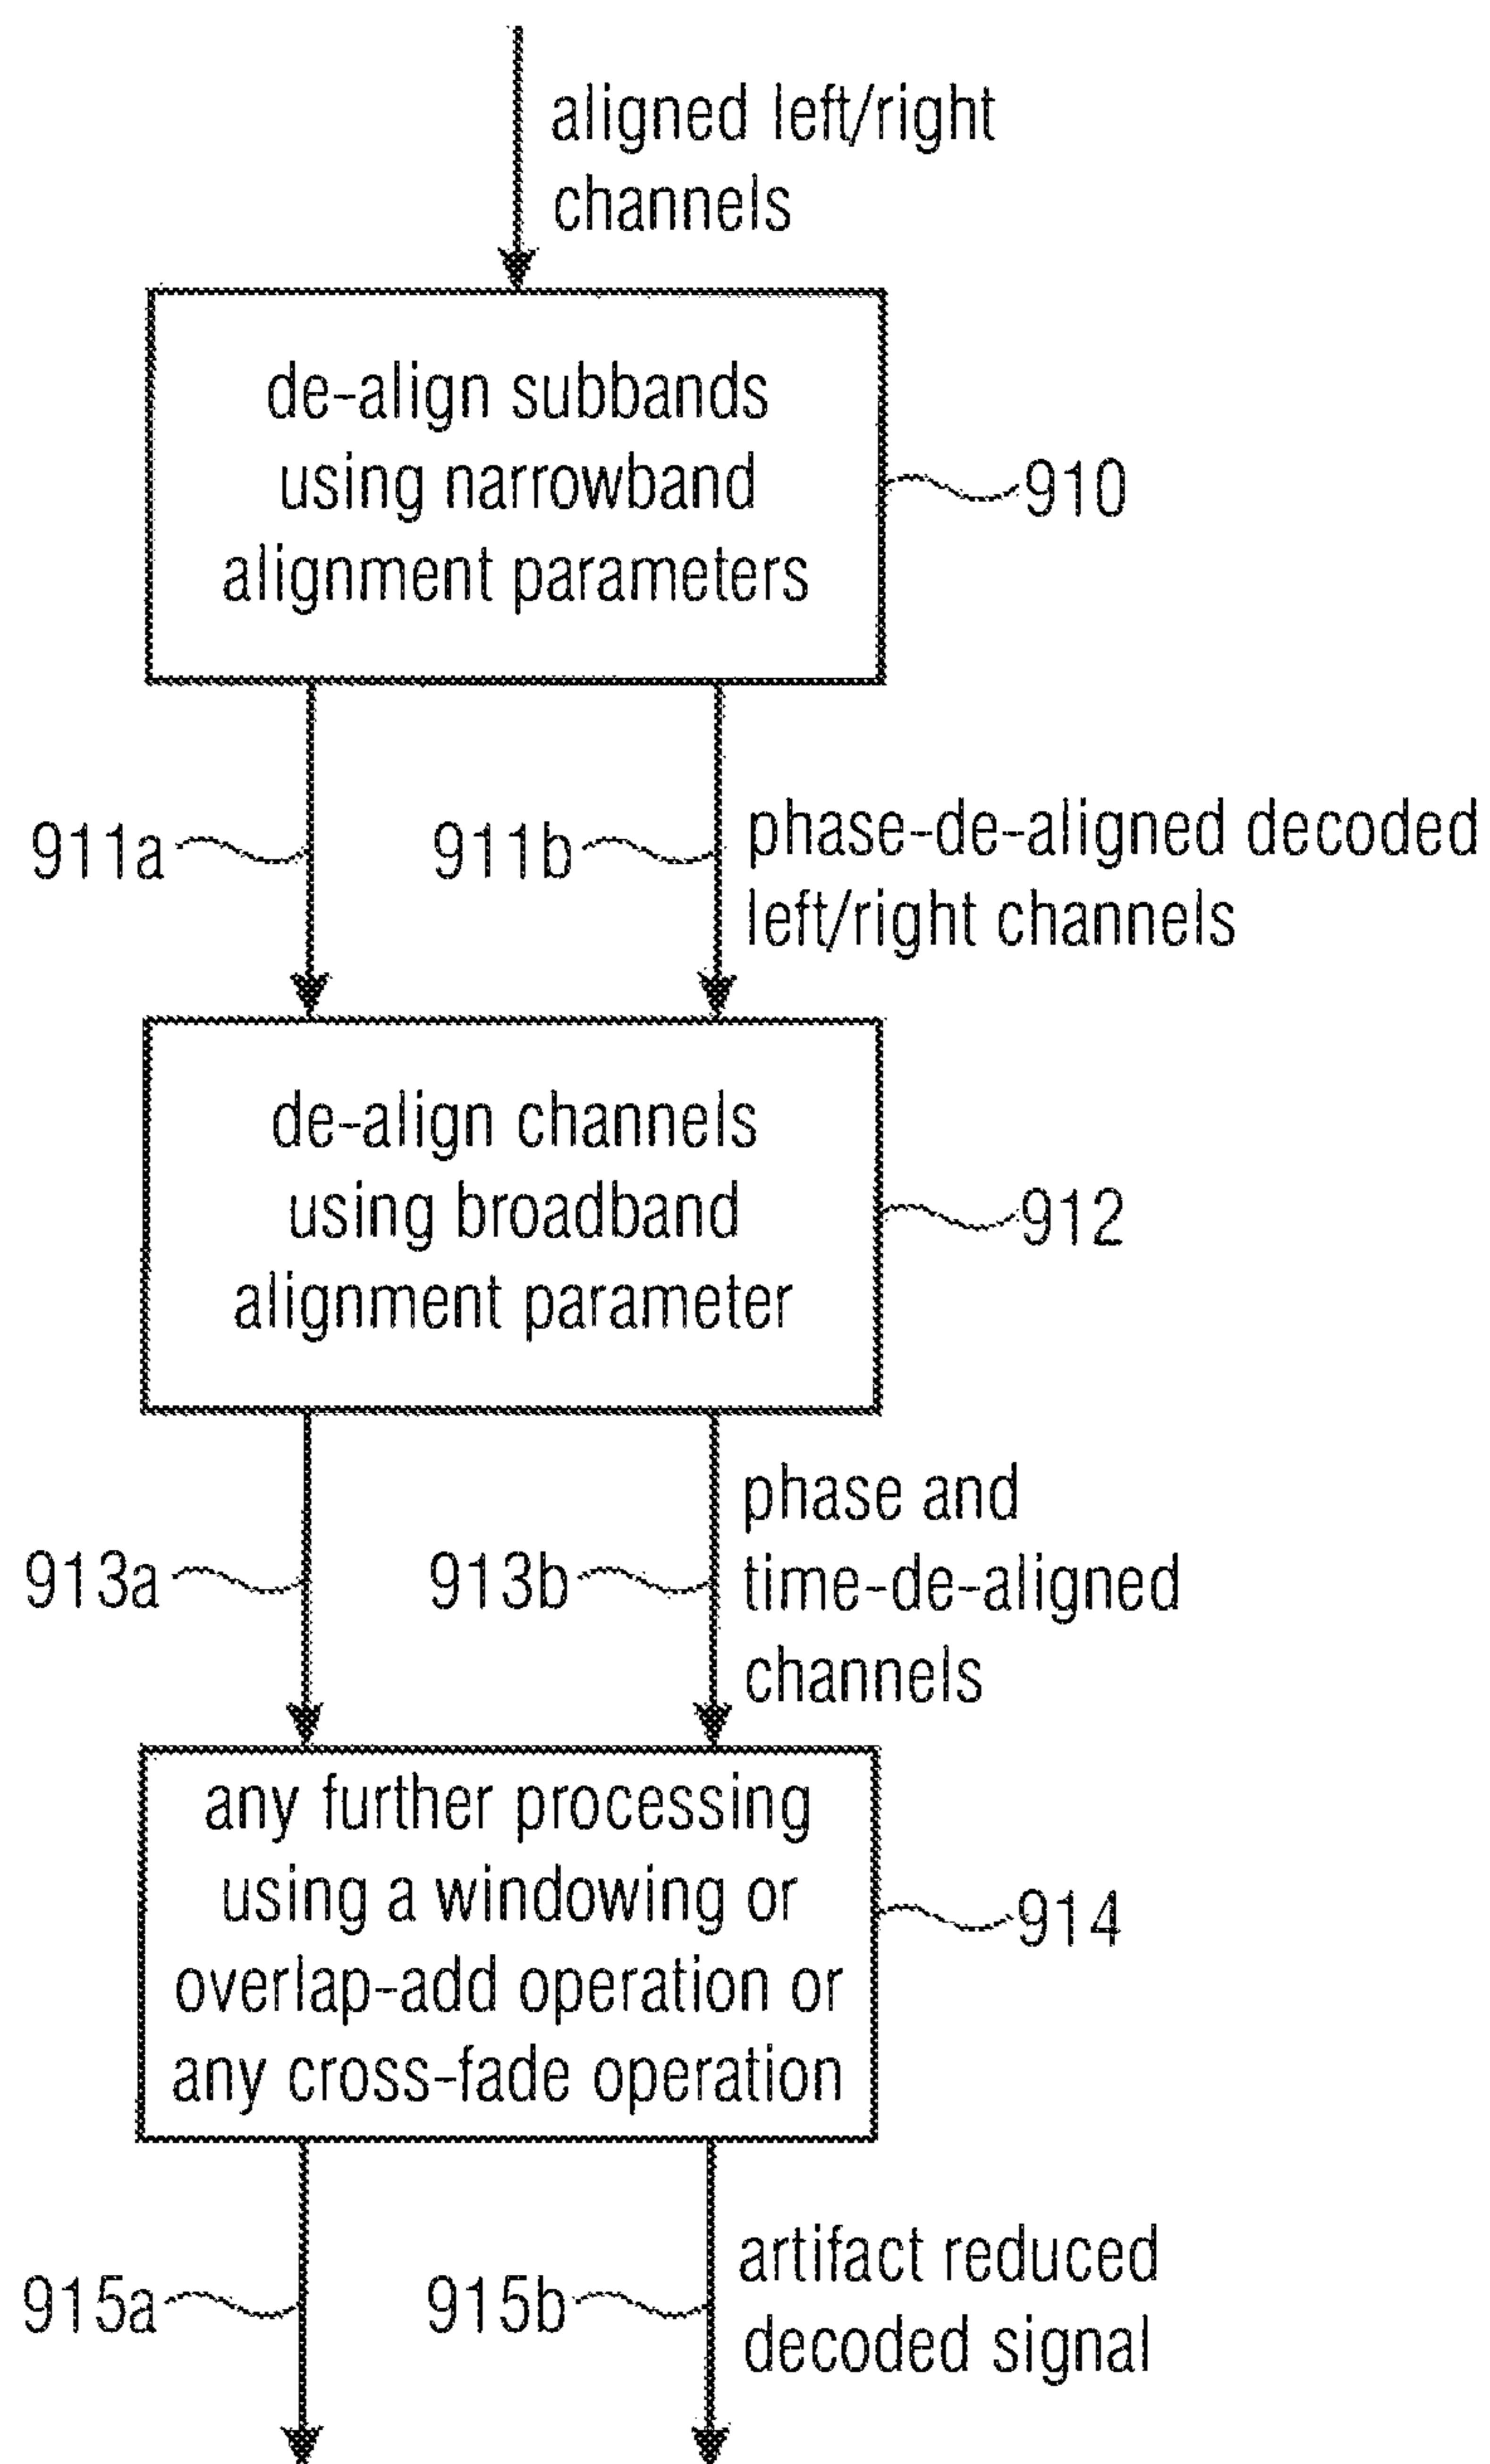 aligned left/right
channels
de-align subbands
using narrowband
alignment parameters
910
911a
911b
phase-de-aligned decoded
left/right channels
de-align channels
using broadband
alignment parameter
912
913a
913b
phase and
time-de-aligned
channels
any further processing
using a windowing or
overlap-add operation or
any cross-fade operation
914
915a
915b
artifact reduced
decoded signal